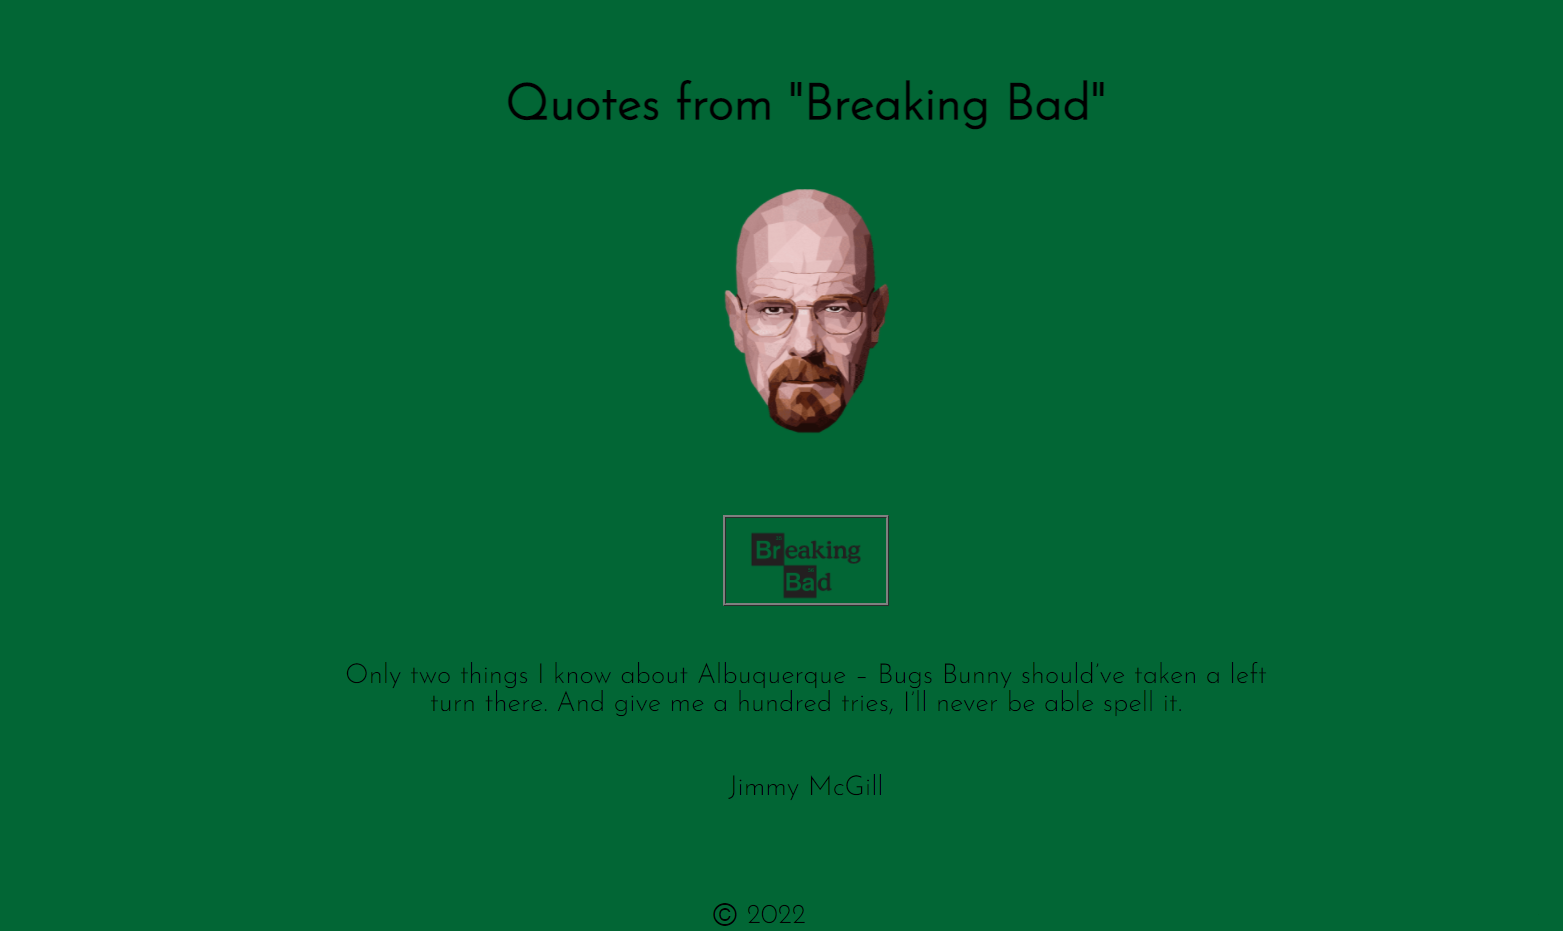 Quotes from "Breaking Bad"
Breaking
Bad
Only two things I know about Albuquerque – Bugs Bunny should’ve taken a left
turn there. And give me a hundred tries, I’ll never be able spell it.
Jimmy McGill
© 2022